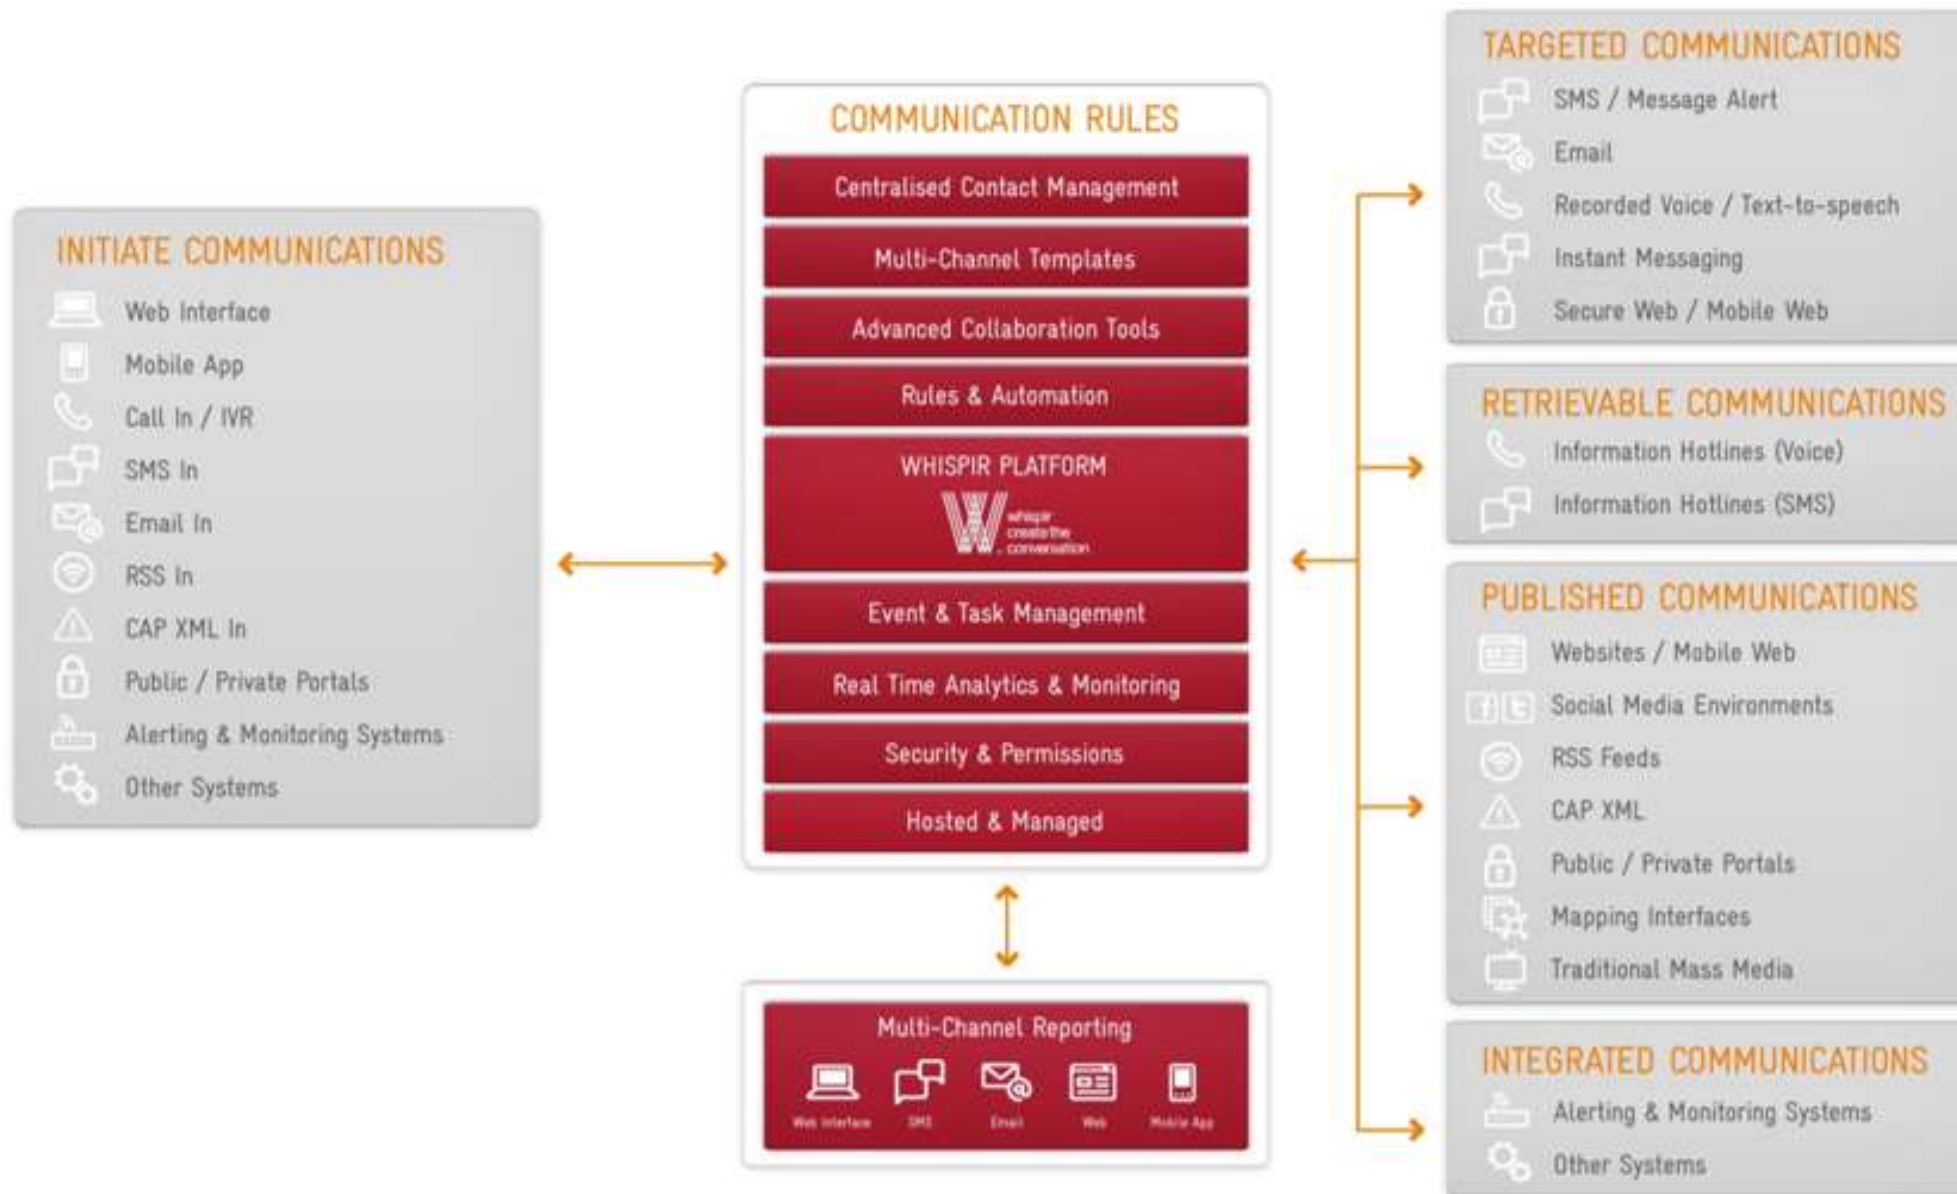 INITIATE COMMUNICATIONS
Web Interface
Mobile App
Call In / IVR
SMS In
Email In
RSS In
CAP XML In
Public / Private Portals
Alerting & Monitoring Systems
Other Systems
COMMUNICATION RULES
Centralised Contact Management
Multi-Channel Templates
Advanced Collaboration Tools
Rules & Automation
WHISPIR PLATFORM
W
whispir
create the
conversation
Event & Task Management
Real Time Analytics & Monitoring
Security & Permissions
Hosted & Managed
Multi-Channel Reporting
Web Interface
SMS
Email
Web
Mobile App
TARGETED COMMUNICATIONS
SMS / Message Alert
Email
Recorded Voice / Text-to-speech
Instant Messaging
Secure Web / Mobile Web
RETRIEVABLE COMMUNICATIONS
Information Hotlines (Voice)
Information Hotlines (SMS)
PUBLISHED COMMUNICATIONS
Websites / Mobile Web
Social Media Environments
RSS Feeds
CAP XML
Public / Private Portals
Mapping Interfaces
Traditional Mass Media
INTEGRATED COMMUNICATIONS
Alerting & Monitoring Systems
Other Systems